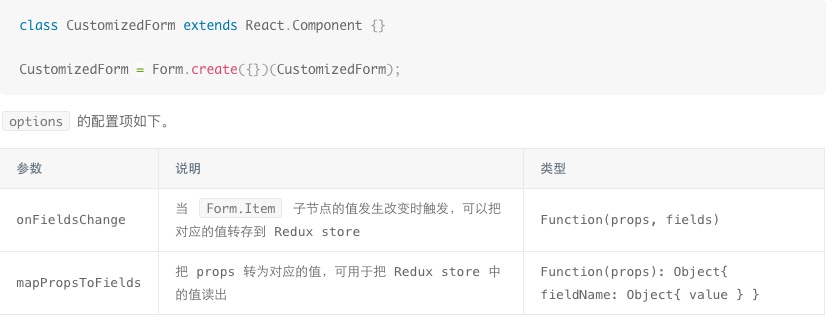 class CustomizedForm extends React.Component {}
CustomizedForm = Form.create({})(CustomizedForm);
options 的配置项如下。
参数 说明 类型
onFieldsChange
当 Form.Item 子节点的值发生改变时触发，可以把
对应的值转存到 Redux store
Function(props, fields)
mapPropsToFields
把 props 转为对应的值，可用于把 Redux store 中
的值读出
Function(props): Object{
fieldName: Object{ value } }